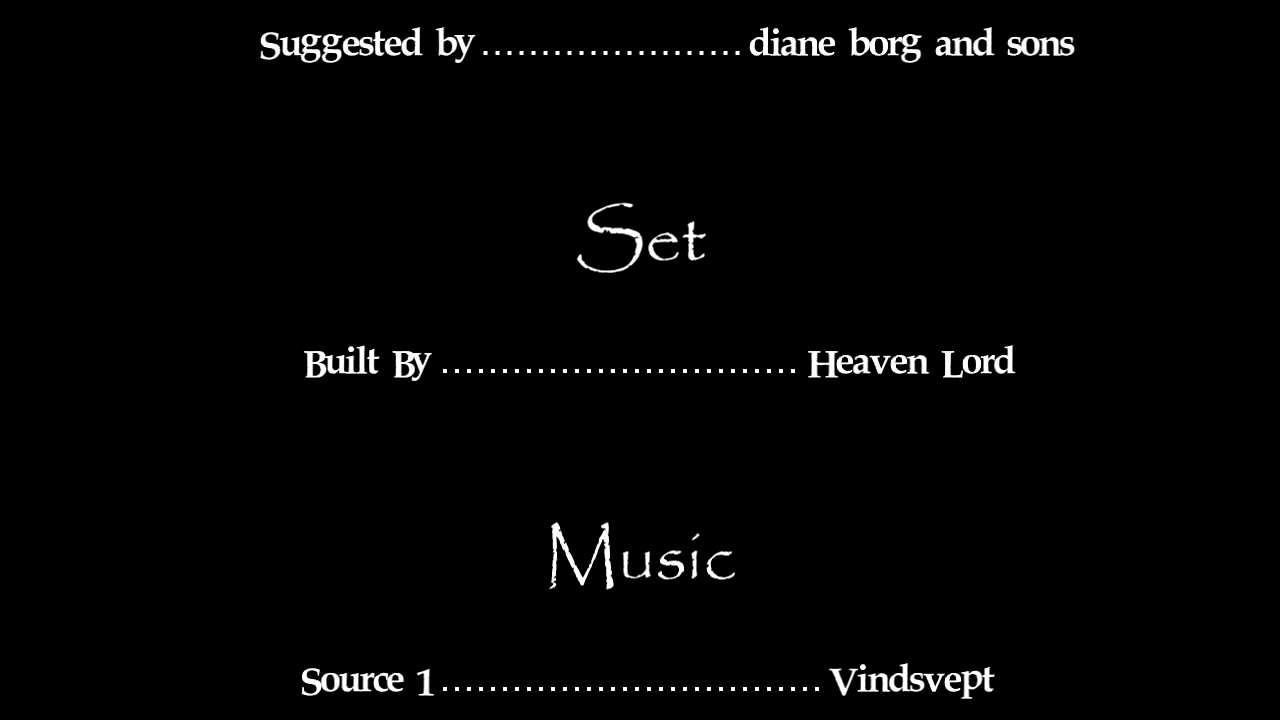 Suggested by ...................... diane borg and sons
Set
Built By .............................. Heaven Lord
Music
Source 1 ................................ Vindsvept